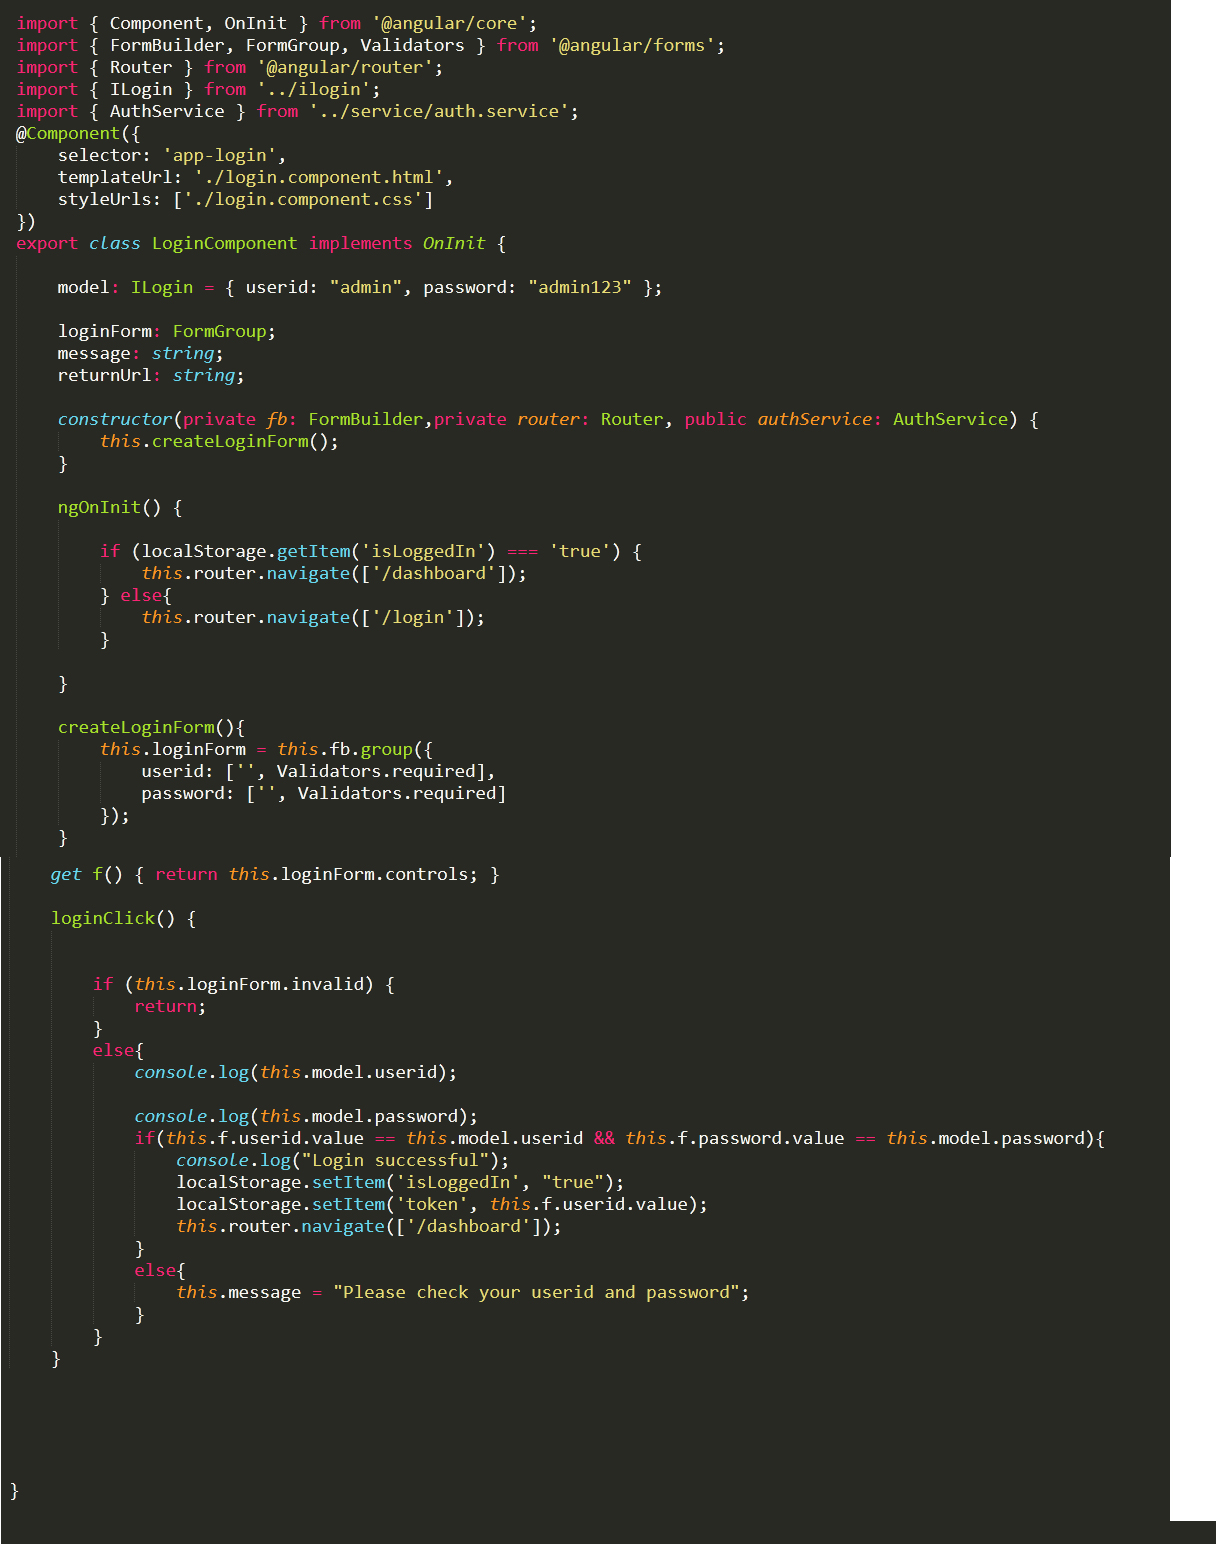 import { Component, OnInit } from '@angular/core';
import { FormBuilder, FormGroup, Validators } from '@angular/forms';
import { Router } from '@angular/router';
import { ILogin } from '../ilogin';
import { AuthService } from '../service/auth.service';
@Component({
    selector: 'app-login',
    templateUrl: './login.component.html',
    styleUrls: ['./login.component.css']
})
export class LoginComponent implements OnInit {

    model: ILogin = { userid: "admin", password: "admin123" };

    loginForm: FormGroup;
    message: string;
    returnUrl: string;

    constructor(private fb: FormBuilder,private router: Router, public authService: AuthService) {
        this.createLoginForm();
    }

    ngOnInit() {

        if (localStorage.getItem('isLoggedIn') === 'true') {
            this.router.navigate(['/dashboard']);
        } else{
            this.router.navigate(['/login']);
        }

    }

    createLoginForm(){
        this.loginForm = this.fb.group({
            userid: ['', Validators.required],
            password: ['', Validators.required]
        });
    }
    get f() { return this.loginForm.controls; }

    loginClick() {


        if (this.loginForm.invalid) {
            return;
        }
        else{
            console.log(this.model.userid);

            console.log(this.model.password);
            if(this.f.userid.value == this.model.userid && this.f.password.value == this.model.password){
                console.log("Login successful");
                localStorage.setItem('isLoggedIn', "true");
                localStorage.setItem('token', this.f.userid.value);
                this.router.navigate(['/dashboard']);
            }
            else{
                this.message = "Please check your userid and password";
            }
        }
    }

}